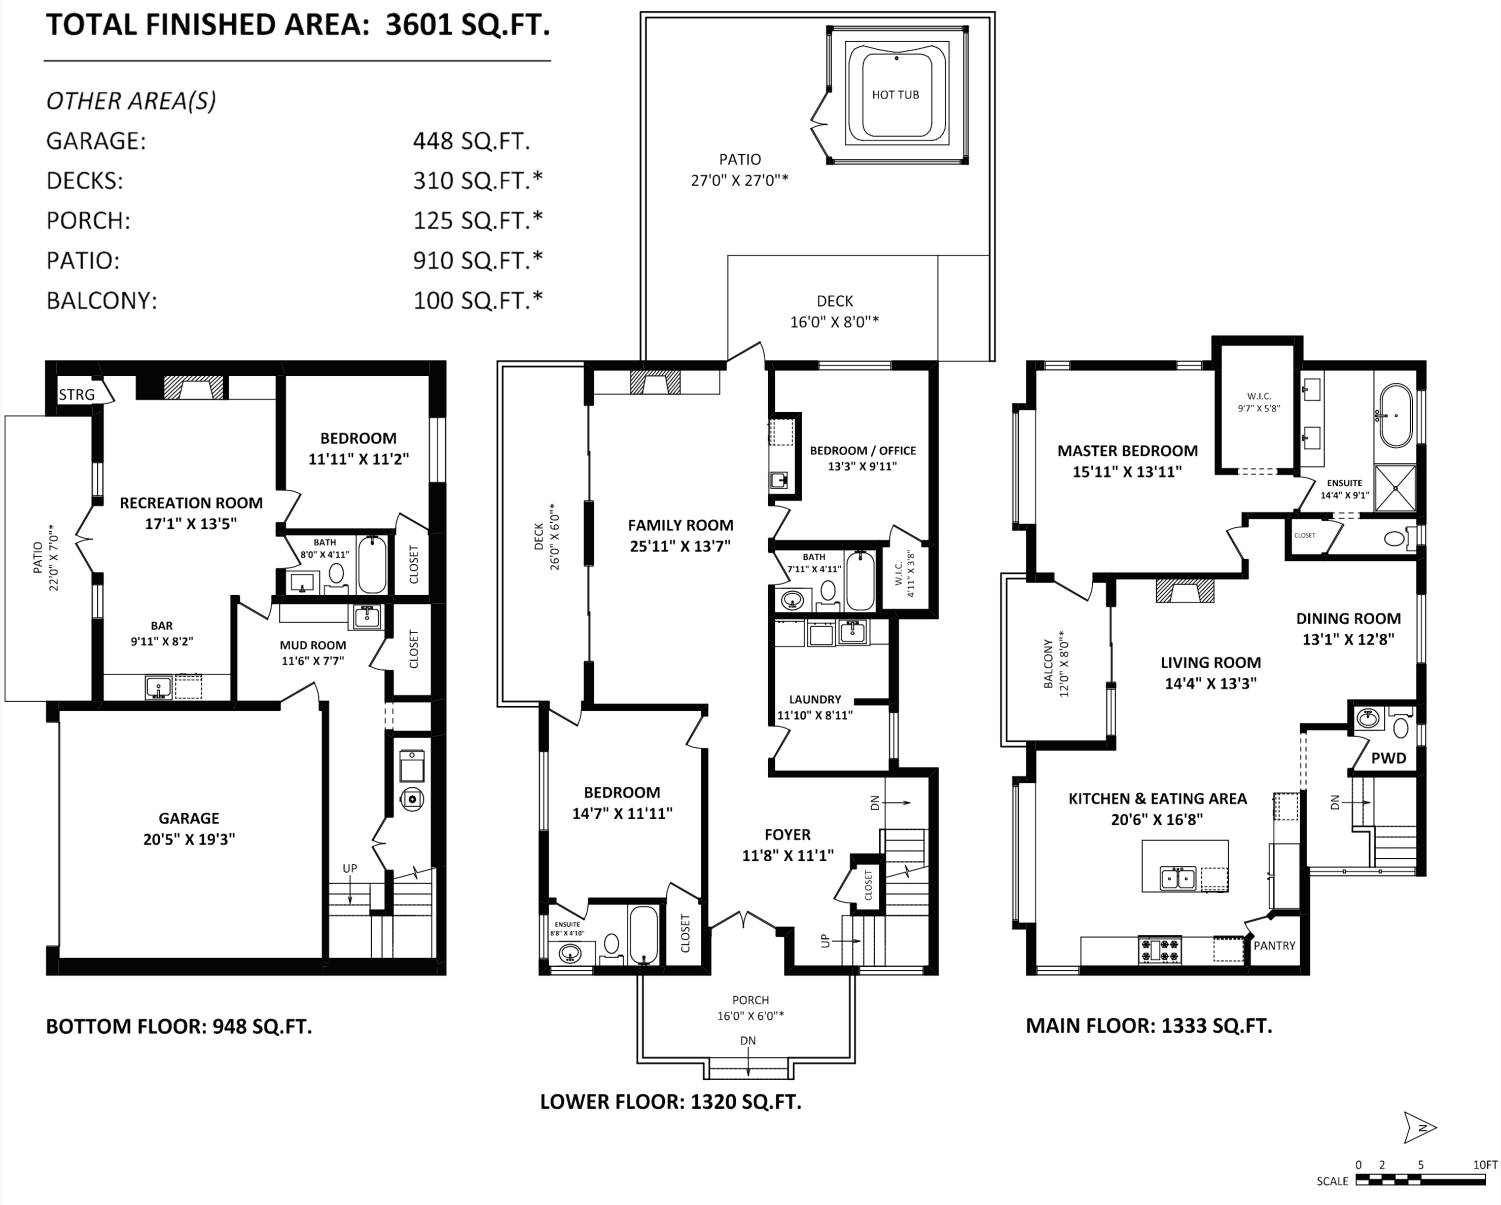 TOTAL FINISHED AREA: 3601 SQ.FT.
OTHER AREA(S)
GARAGE: 448 SQ.FT.
DECKS: 310 SQ.FT.*
PORCH: 125 SQ.FT.*
PATIO: 910 SQ.FT.*
BALCONY: 100 SQ.FT.*
STRG
BEDROOM
11'11" X 11'2"
RECREATION ROOM
17'1" X 13'5"
PATIO
22'0" X 7'0"*
BATH
8'0" X 4'11"
CLOSET
BAR
9'11" X 8'2"
MUD ROOM
11'6" X 7'7"
CLOSET
GARAGE
20'5" X 19'3"
UP
BOTTOM FLOOR: 948 SQ.FT.
HOT TUB
PATIO
27'0" X 27'0"*
DECK
16'0" X 8'0"*
DECK
26'0" X 6'0"*
FAMILY ROOM
25'11" X 13'7"
BEDROOM / OFFICE
13'3" X 9'11"
BATH
7'11" X 4'11"
W.I.C.
4'11" X 3'8"
LAUNDRY
11'10" X 8'11"
BEDROOM
14'7" X 11'11"
DN
FOYER
11'8" X 11'1"
CLOSET
ENSUITE
8'8" X 4'10"
CLOSET
UP
PORCH
16'0" X 6'0"*
DN
LOWER FLOOR: 1320 SQ.FT.
W.I.C.
9'7" X 5'8"
MASTER BEDROOM
15'11" X 13'11"
ENSUITE
14'4" X 9'1"
CLOSET
DINING ROOM
13'1" X 12'8"
BALCONY
12'0" X 8'0"*
LIVING ROOM
14'4" X 13'3"
PWD
KITCHEN & EATING AREA
20'6" X 16'8"
DN
PANTRY
MAIN FLOOR: 1333 SQ.FT.
N
0 2 5 10FT
SCALE